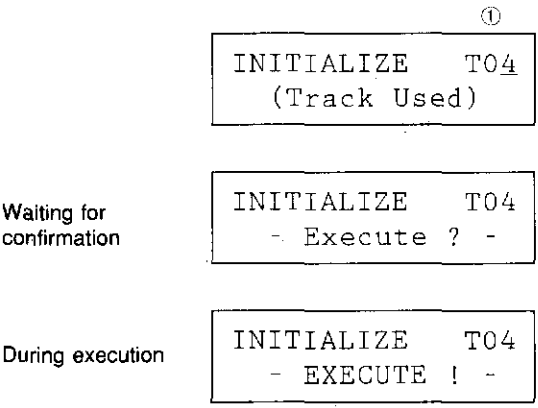 ①
INITIALIZE T04
(Track Used)
Waiting for
confirmation
INITIALIZE T04
- Execute ? -
During execution
INITIALIZE T04
- EXECUTE ! -